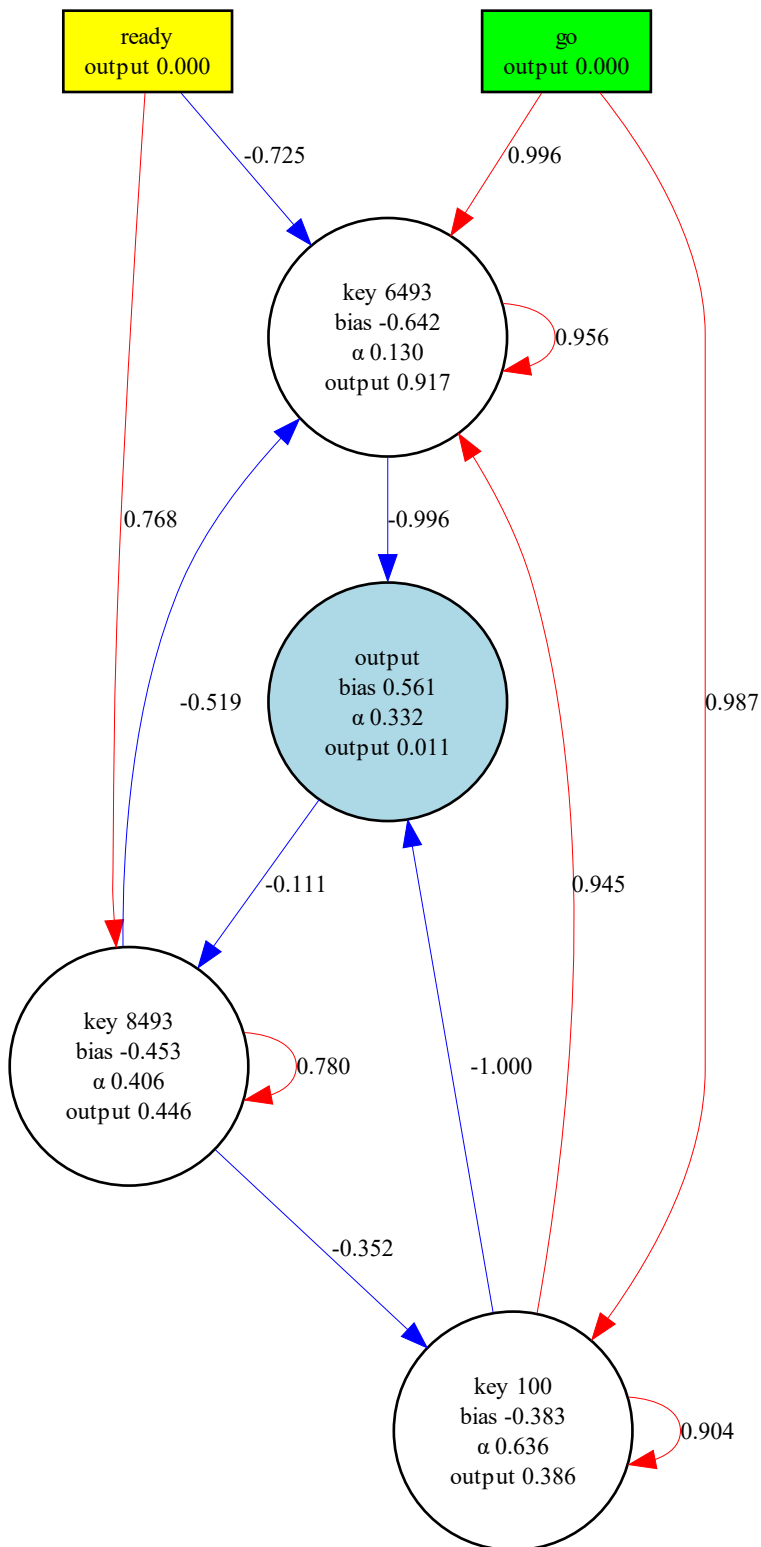 ready
output 0.000
go
output 0.000
-0.725
0.996
key 6493
bias -0.642
α 0.130
output 0.917
0.956
0.768
-0.996
-0.519
output
bias 0.561
α 0.332
output 0.011
0.987
-0.111
0.945
key 8493
bias -0.453
α 0.406
output 0.446
0.780
-1.000
-0.352
key 100
bias -0.383
α 0.636
output 0.386
0.904